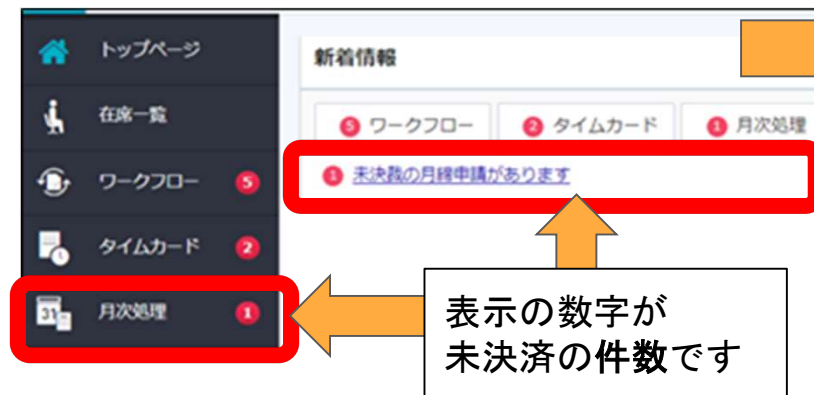 トップページ
在席一覧
ワークフロー 5
タイムカード 2
月次処理 1
31
新着情報
5 ワークフロー 2 タイムカード 1 月次処理
1 未決裁の月締申請があります
表示の数字が
未決済の件数です